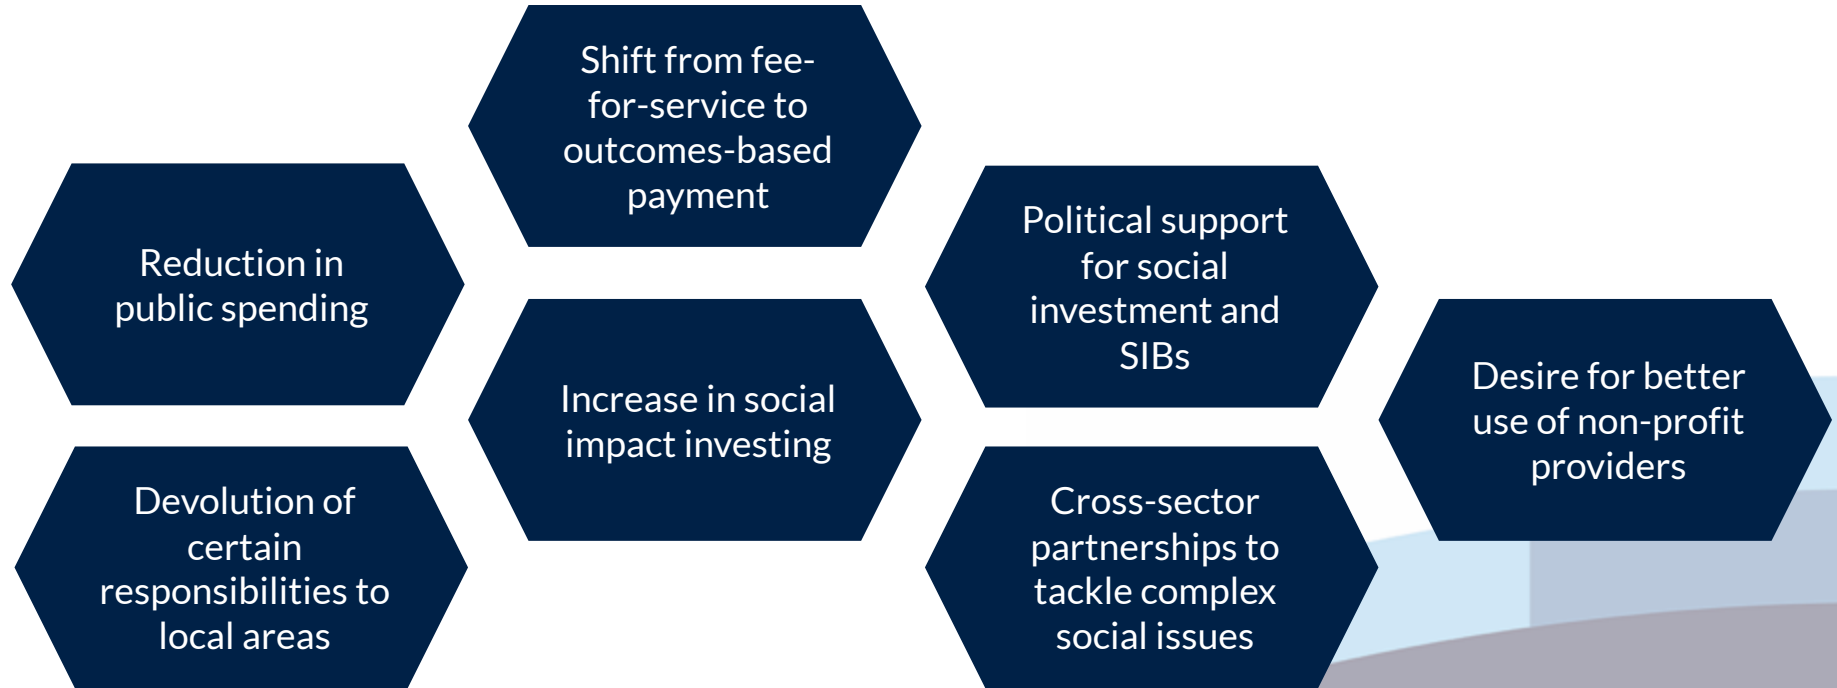 Shift from fee-
for-service to
outcomes-based
payment
Reduction in
public spending
Political support
for social
investment and
SIBs
Increase in social
impact investing
Desire for better
use of non-profit
providers
Devolution of
certain
responsibilities to
local areas
Cross-sector
partnerships to
tackle complex
social issues